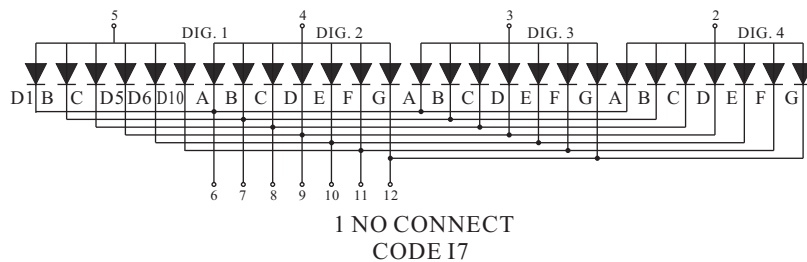 5 DIG. 1 4 DIG. 2 3 DIG. 3 2 DIG. 4
D1 B C D5 D6 D10 A B C D E F G A B C D E F G A B C D E F G
6 7 8 9 10 11 12
1 NO CONNECT
CODE I7